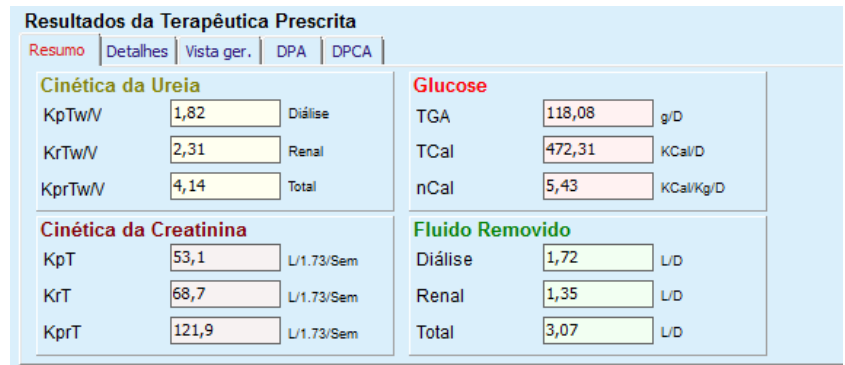 Resultados da Terapêutica Prescrita
Resumo Detalhes Vista ger. DPA DPCA
Cinética da Ureia
KpTw/V 1,82 Diálise
KrTw/V 2,31 Renal
KprTw/V 4,14 Total
Glucose
TGA 118,08 g/D
TCal 472,31 KCal/D
nCal 5,43 KCal/Kg/D
Cinética da Creatinina
KpT 53,1 L/1.73/Sem
KrT 68,7 L/1.73/Sem
KprT 121,9 L/1.73/Sem
Fluido Removido
Diálise 1,72 L/D
Renal 1,35 L/D
Total 3,07 L/D